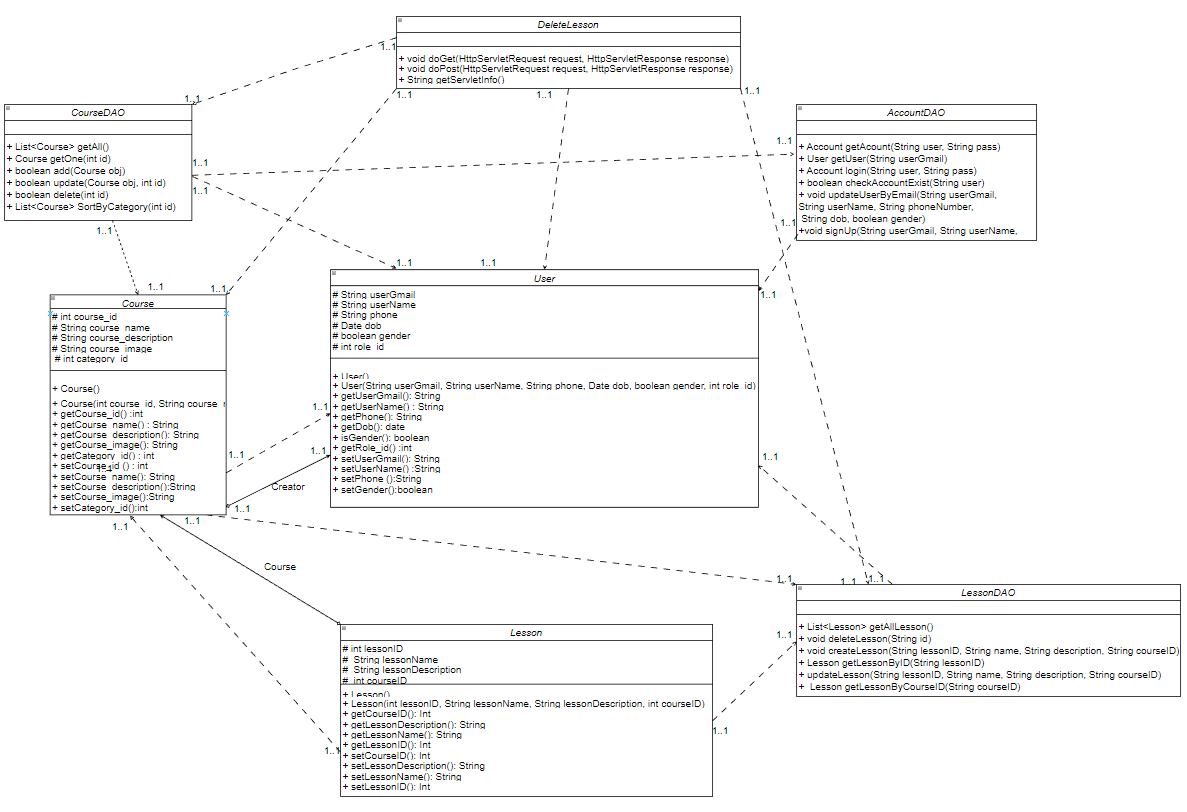 DeleteLesson
+ void doGet(HttpServletRequest request, HttpServletResponse response)
+ void doPost(HttpServletRequest request, HttpServletResponse response)
+ String getServletInfo()
1..1
1..1
1..1
1..1
1..1
CourseDAO
+ List<Course> getAll()
+ Course getOne(int id)
+ boolean add(Course obj)
+ boolean update(Course obj, int id)
+ boolean delete(int id)
+ List<Course> SortByCategory(int id)
1..1
1..1
1..1
AccountDAO
+ Account getAcount(String user, String pass)
+ User getUser(String userGmail)
+ Account login(String user, String pass)
+ boolean checkAccountExist(String user)
+ void updateUserByEmail(String userGmail,
String userName, String phoneNumber,
String dob, boolean gender)
+void signUp(String userGmail, String userName,
1..1
1..1
1..1
1..1
1..1
1..1
1..1
Course
# int course_id
# String course_name
# String course_description
# String course_image
# int category_id
+ Course()
+ Course(int course_id, String course_
+ getCourse_id() :int
+ getCourse_name() : String
+ getCourse_description(): String
+ getCourse_image(): String
+ getCategory_id() : int
+ setCourse_id () : int
+ setCourse_name(): String
+ setCourse_description():String
+ setCourse_image():String
+ setCategory_id():int
User
# String userGmail
# String userName
# String phone
# Date dob
# boolean gender
# int role_id
+ User()
+ User(String userGmail, String userName, String phone, Date dob, boolean gender, int role_id)
+ getUserGmail(): String
+ getUserName() : String
+ getPhone(): String
+ getDob(): date
+ isGender(): boolean
+ getRole_id() :int
+ setUserGmail(): String
+ setUserName() :String
+ setPhone ():String
+ setGender():boolean
1..1
1..1
1..1
1..1
Creator
1..1
1..1
1..1
Course
1..1
1..1
1..1
LessonDAO
+ List<Lesson> getAllLesson()
+ void deleteLesson(String id)
+ void createLesson(String lessonID, String name, String description, String courseID)
+ Lesson getLessonByID(String lessonID)
+ updateLesson(String lessonID, String name, String description, String courseID)
+ Lesson getLessonByCourseID(String courseID)
1..1
1..1
1..1
Lesson
# int lessonID
# String lessonName
# String lessonDescription
# int courseID
+ Lesson()
+ Lesson(int lessonID, String lessonName, String lessonDescription, int courseID)
+ getCourseID(): Int
+ getLessonDescription(): String
+ getLessonName(): String
+ getLessonID(): Int
+ setCourseID(): Int
+ setLessonDescription(): String
+ setLessonName(): String
+ setLessonID(): Int